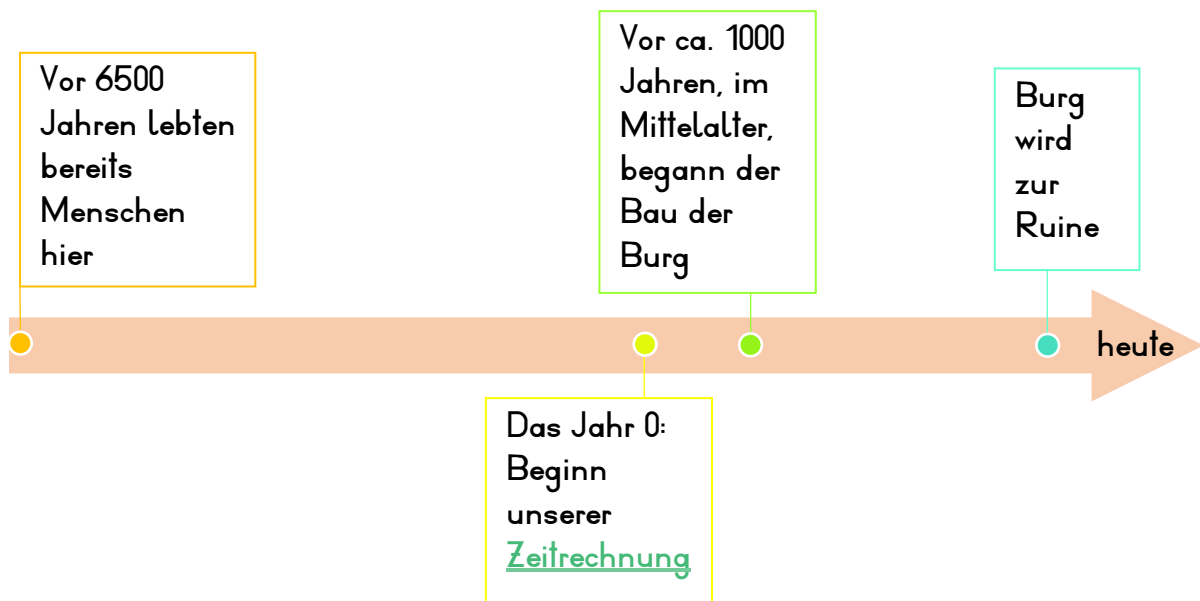 Vor 6500
Jahren lebten
bereits
Menschen
hier
Vor ca. 1000
Jahren, im
Mittelalter,
begann der
Bau der
Burg
Burg
wird
zur
Ruine
heute
Das Jahr 0:
Beginn
unserer
Zeitrechnung